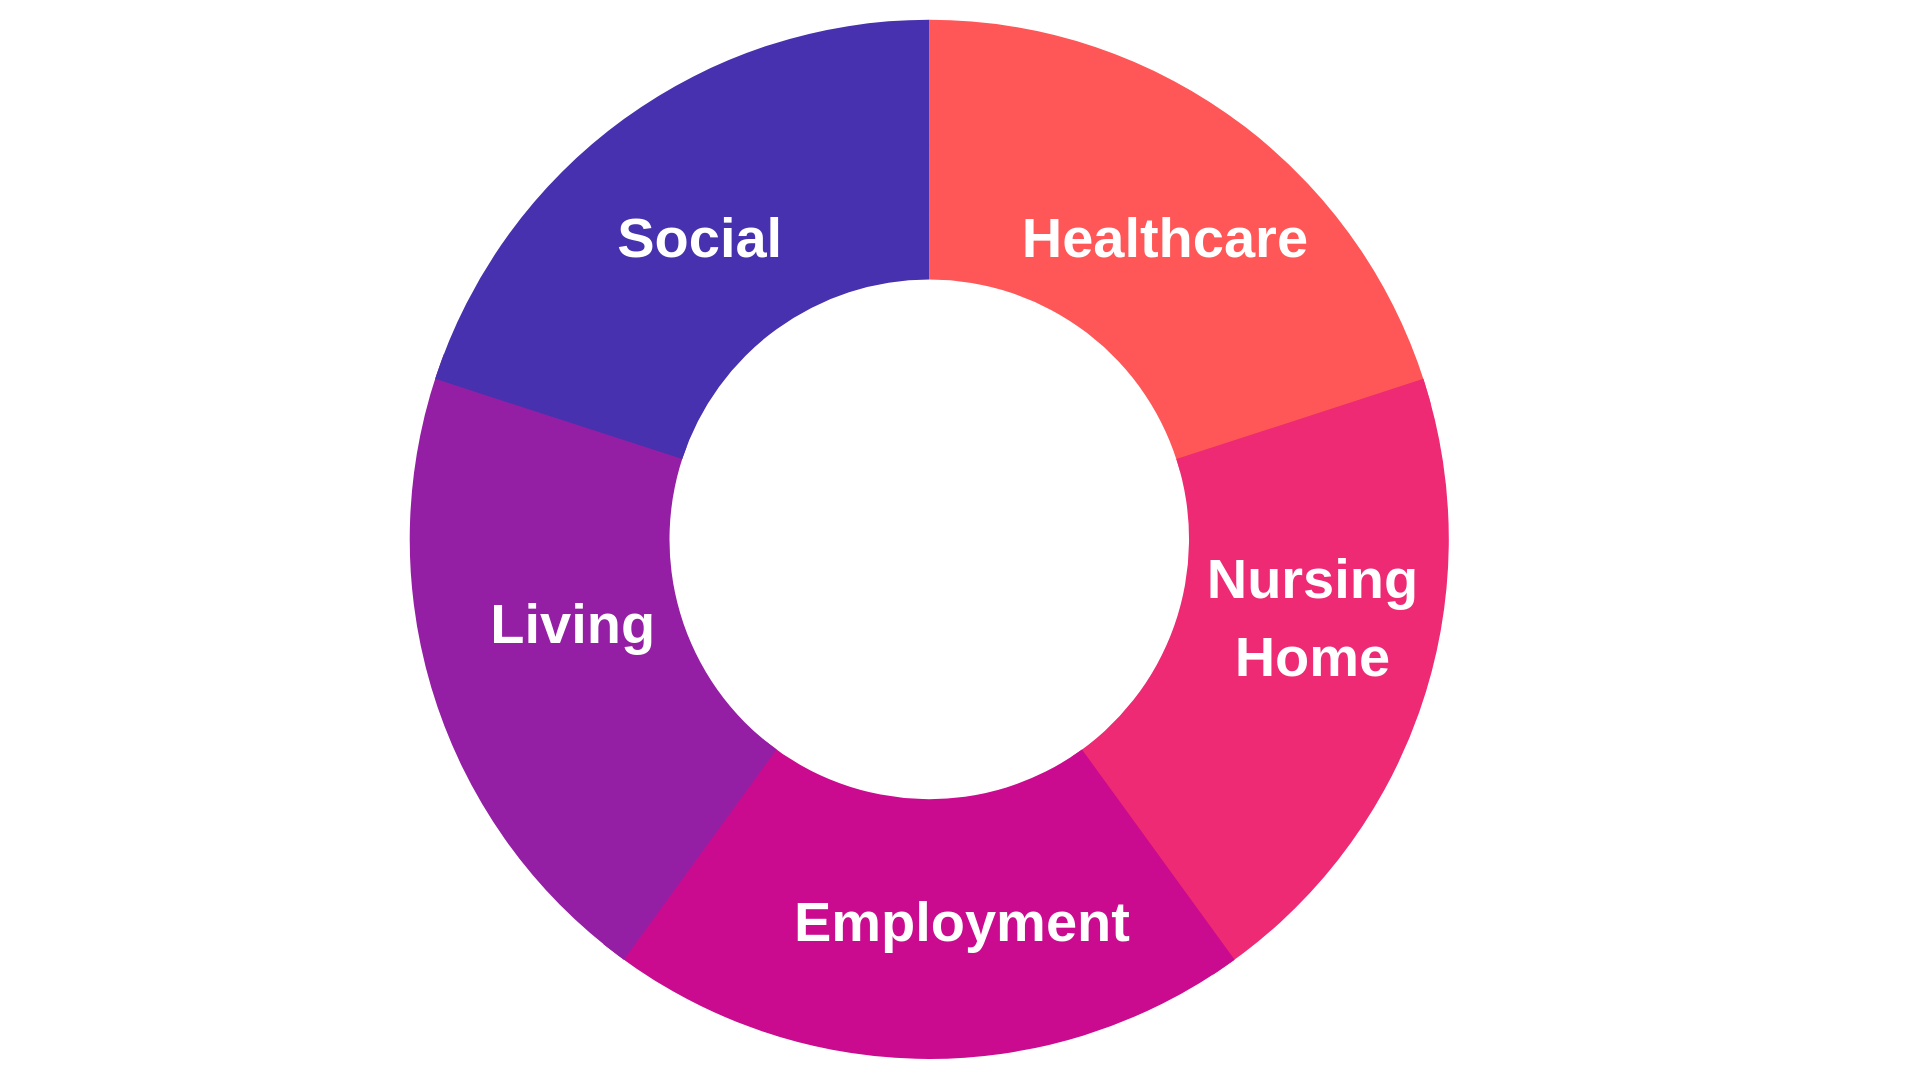 Social
Healthcare
Nursing
Home
Living
Employment